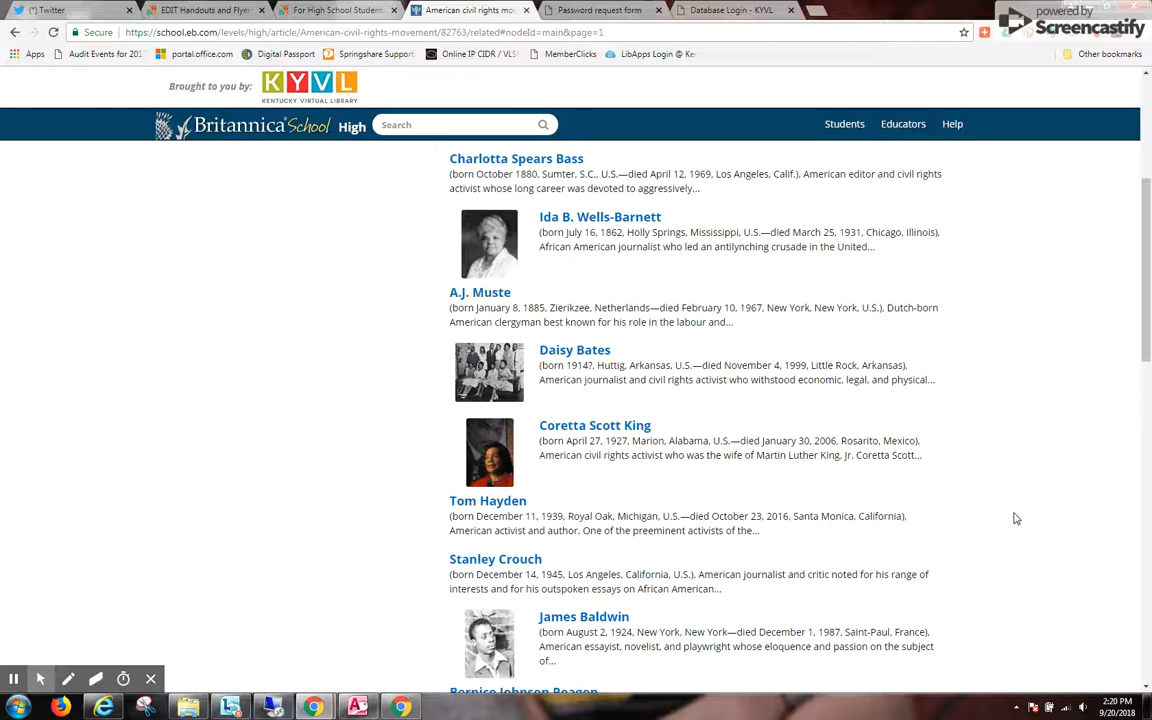 (*) Twitter
EDIT Handouts and Flyer
For High School Student
American civil rights mo
Password request form
Database Login - KYVL
powered by
Screencastify
Secure
https://school.eb.com/levels/high/article/American-civil-rights-movement/82763/related#nodeId=main&page=1
Apps
Audit Events for 201
portal.office.com
Digital Passport
Springshare Support
Online IP CIDR / VLS
MemberClicks
LibApps Login @ Ke
Other bookmarks
Brought to you by:
KYVL
KENTUCKY VIRTUAL LIBRARY
Britannica School High
Search
Students
Educators
Help
Charlotta Spears Bass
(born October 1880, Sumter, S.C., U.S.—died April 12, 1969, Los Angeles, Calif.), American editor and civil rights
activist whose long career was devoted to aggressively...
Ida B. Wells-Barnett
(born July 16, 1862, Holly Springs, Mississippi, U.S.—died March 25, 1931, Chicago, Illinois),
African American journalist who led an antilynching crusade in the United...
A.J. Muste
(born January 8, 1885, Zierikzee, Netherlands—died February 10, 1967, New York, New York, U.S.), Dutch-born
American clergyman best known for his role in the labour and...
Daisy Bates
(born 1914?, Huttig, Arkansas, U.S.—died November 4, 1999, Little Rock, Arkansas),
American journalist and civil rights activist who withstood economic, legal, and physical...
Coretta Scott King
(born April 27, 1927, Marion, Alabama, U.S.—died January 30, 2006, Rosarito, Mexico),
American civil rights activist who was the wife of Martin Luther King, Jr. Coretta Scott...
Tom Hayden
(born December 11, 1939, Royal Oak, Michigan, U.S.—died October 23, 2016, Santa Monica, California),
American activist and author. One of the preeminent activists of the...
Stanley Crouch
(born December 14, 1945, Los Angeles, California, U.S.), American journalist and critic noted for his range of
interests and for his outspoken essays on African American...
James Baldwin
(born August 2, 1924, New York, New York—died December 1, 1987, Saint-Paul, France),
American essayist, novelist, and playwright whose eloquence and passion on the subject
of...
Bernice Johnson Reagon
2:20 PM
9/20/2018